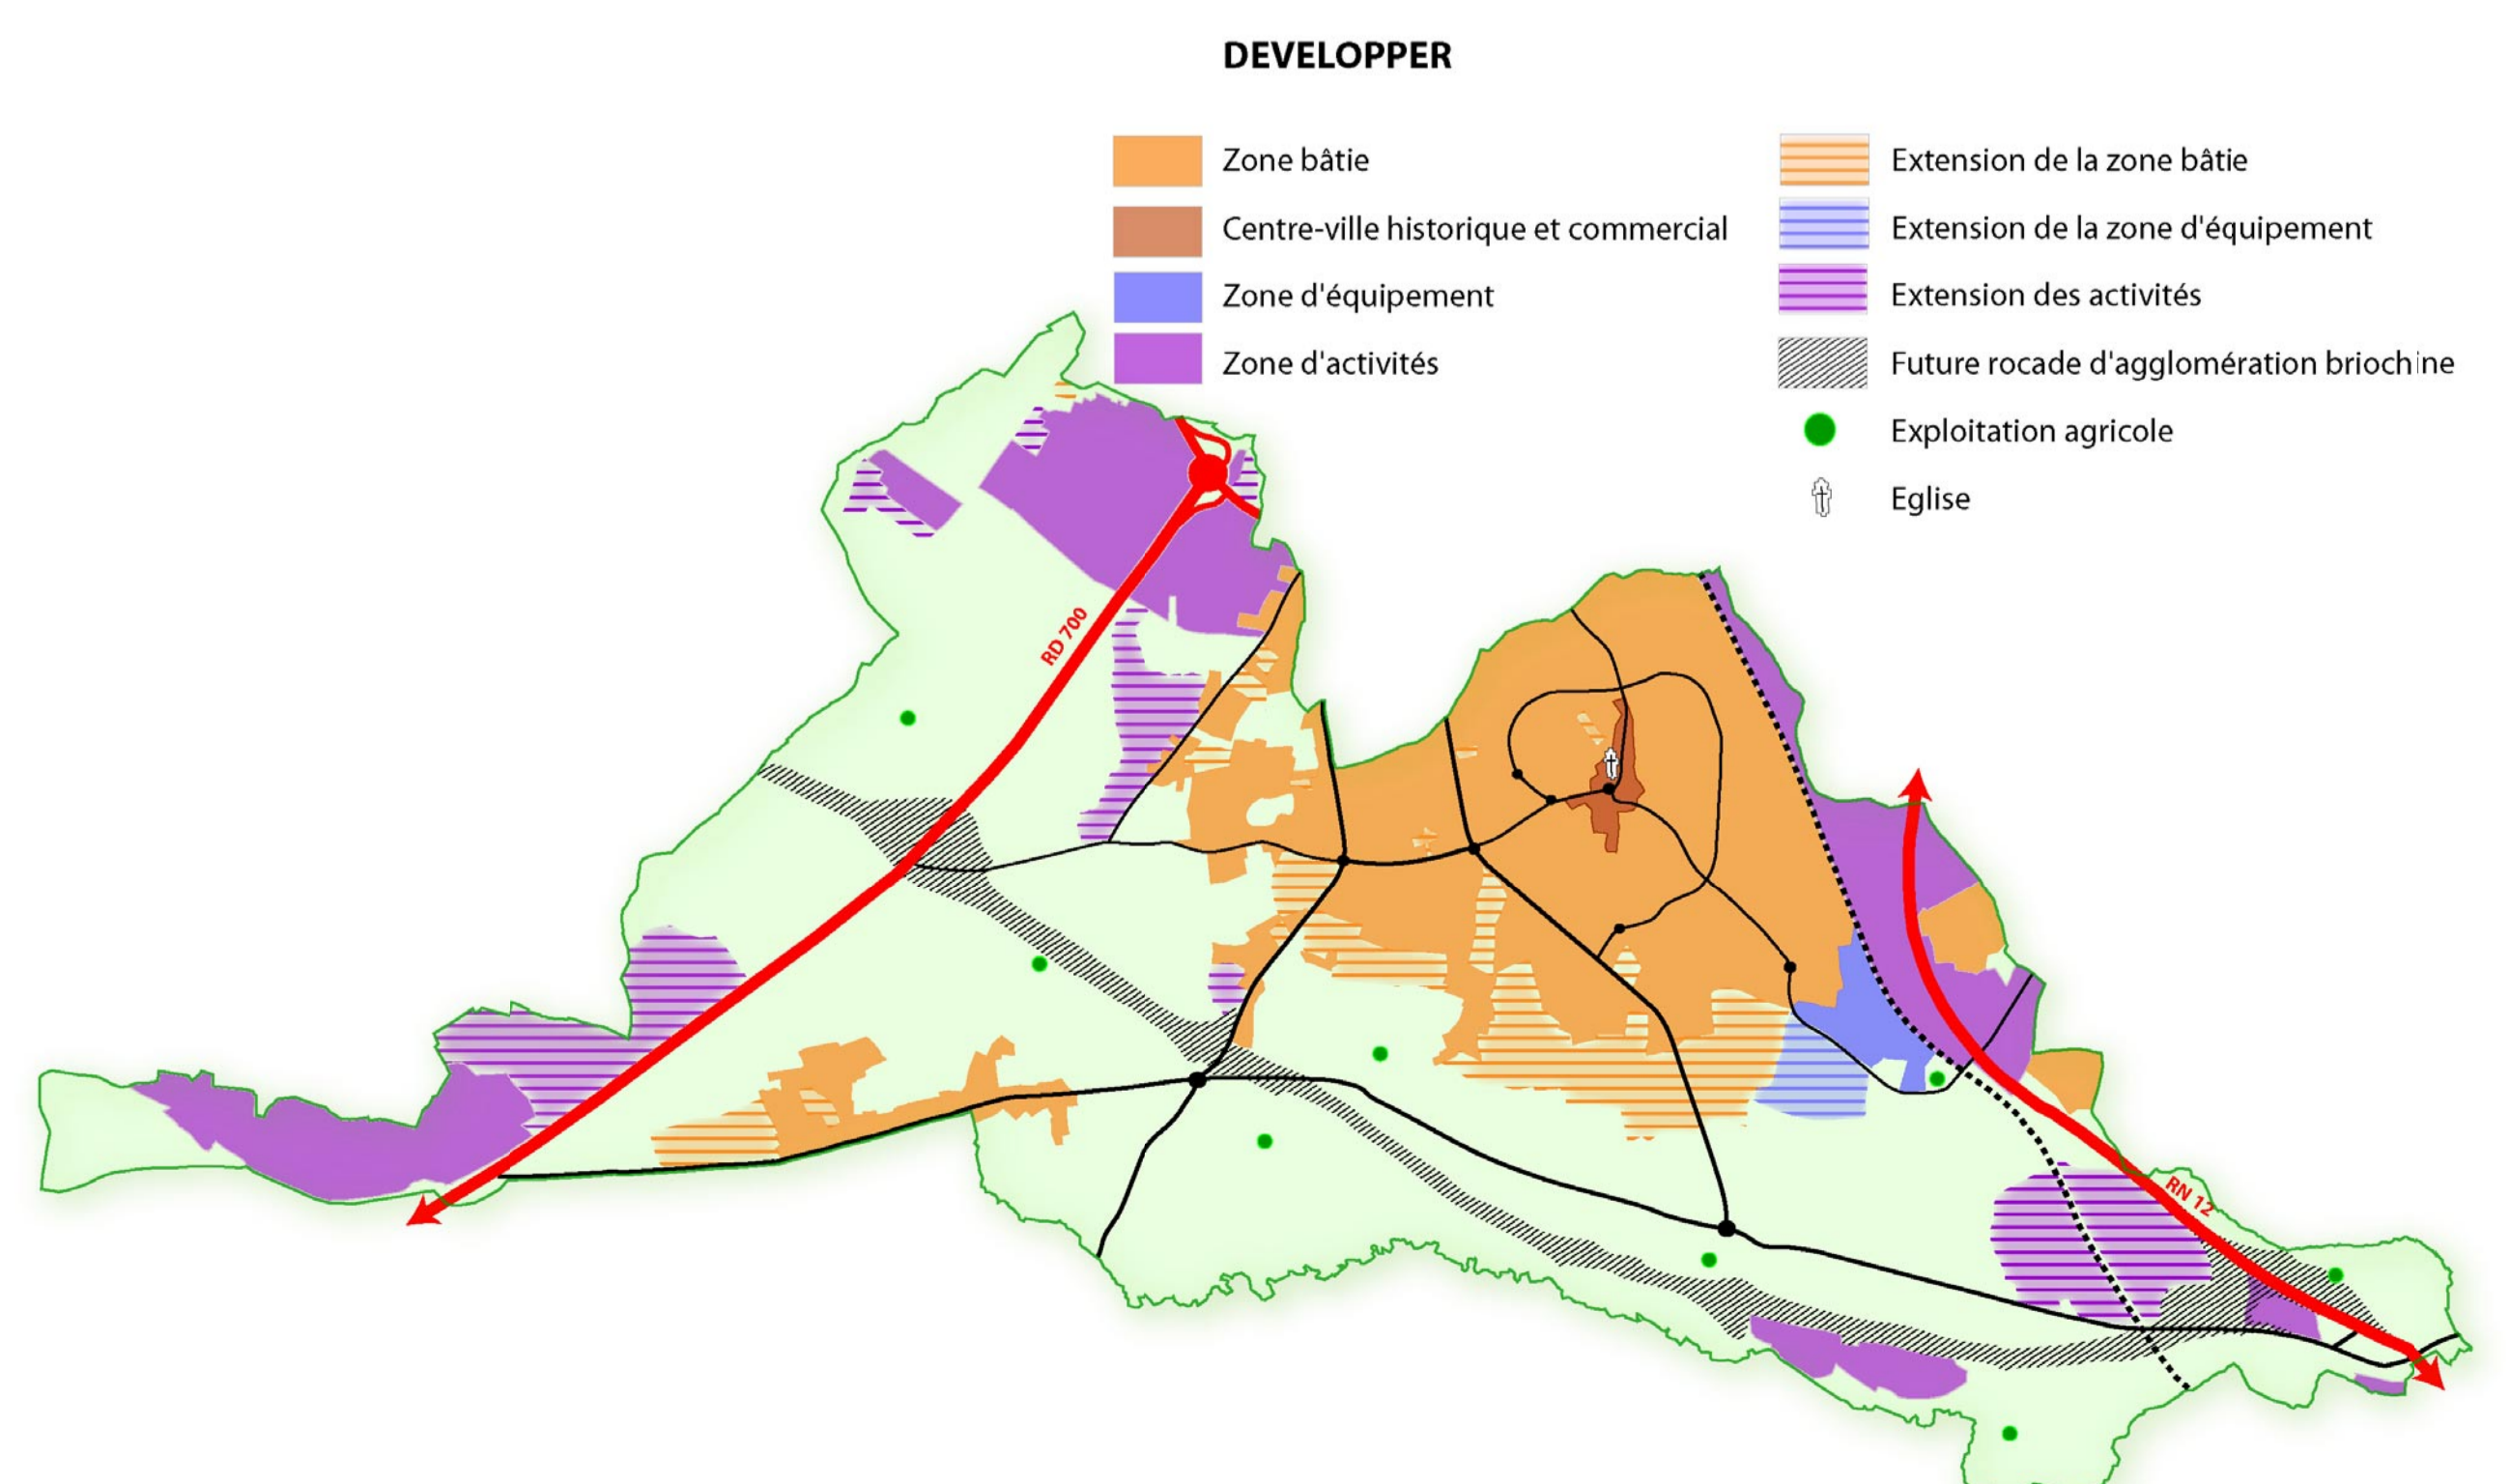 DEVELOPPER
Zone bâtie
Centre-ville historique et commercial
Zone d'équipement
Zone d'activités
Extension de la zone bâtie
Extension de la zone d'équipement
Extension des activités
Future rocade d'agglomération briochine
Exploitation agricole
Eglise
RD 700
RN 12